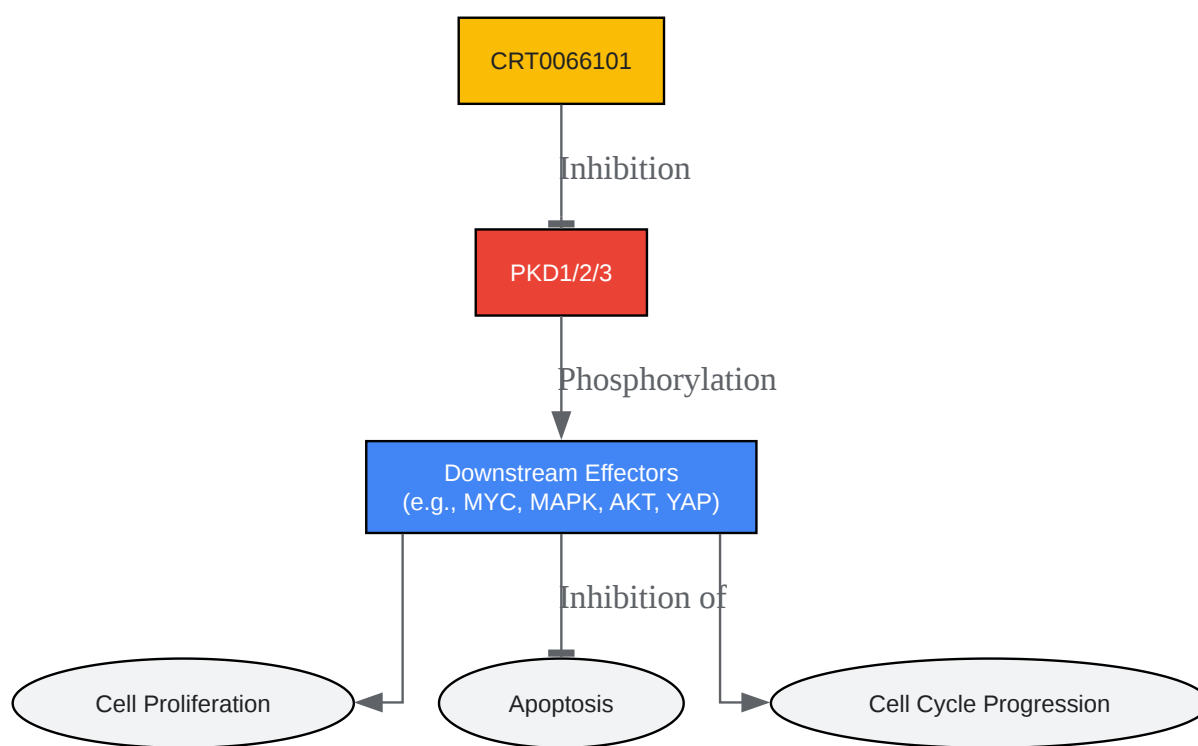 CRT0066101
Inhibition
PKD1/2/3
Phosphorylation
Downstream Effectors
(e.g., MYC, MAPK, AKT, YAP)
Inhibition of
Cell Proliferation
Apoptosis
Cell Cycle Progression